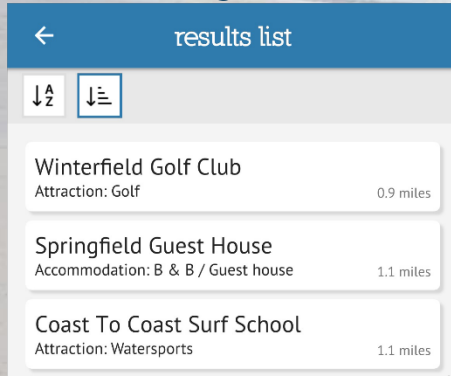 results list
A
Z
Winterfield Golf Club
Attraction: Golf
0.9 miles
Springfield Guest House
Accommodation: B & B / Guest house
1.1 miles
Coast To Coast Surf School
Attraction: Watersports
1.1 miles